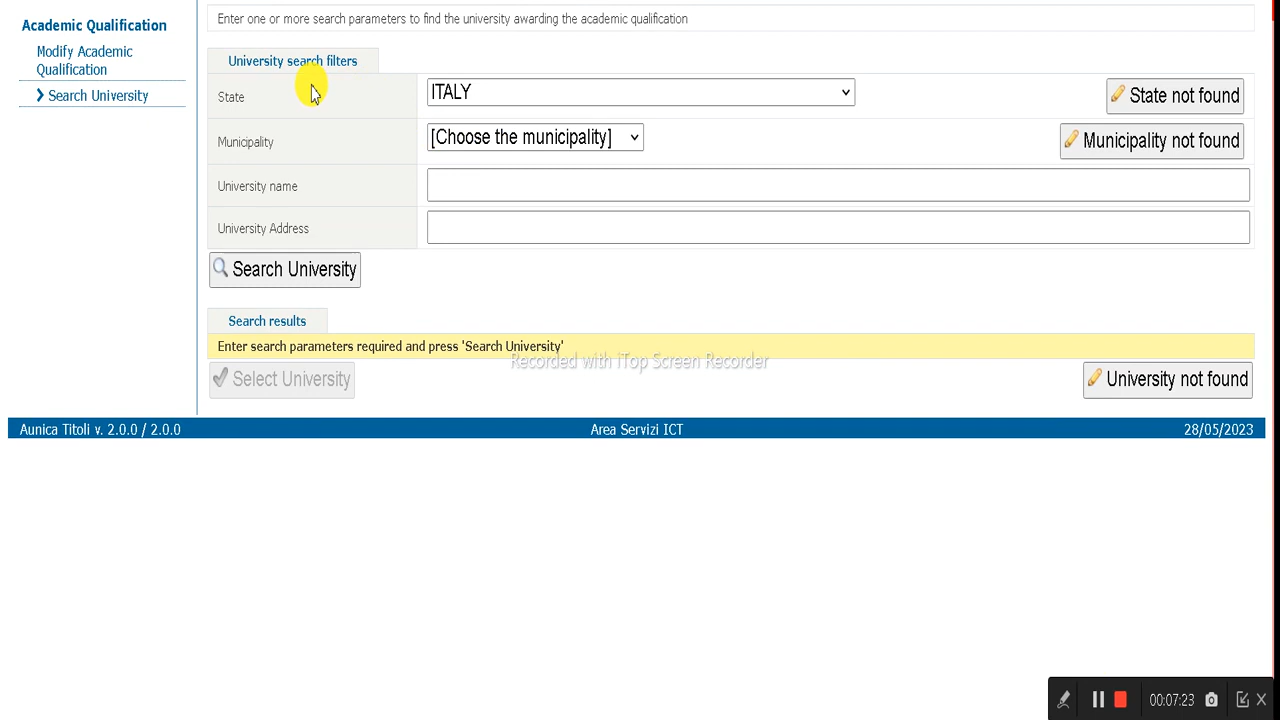 Academic Qualification
Modify Academic
Qualification
Search University
Enter one or more search parameters to find the university awarding the academic qualification
University search filters
State
ITALY
State not found
Municipality
[Choose the municipality]
Municipality not found
University name
University Address
Search University
Search results
Enter search parameters required and press 'Search University'
Recorded with iTop Screen Recorder
Select University
University not found
Aunica Titoli v. 2.0.0 / 2.0.0
Area Servizi ICT
28/05/2023
00:07:23